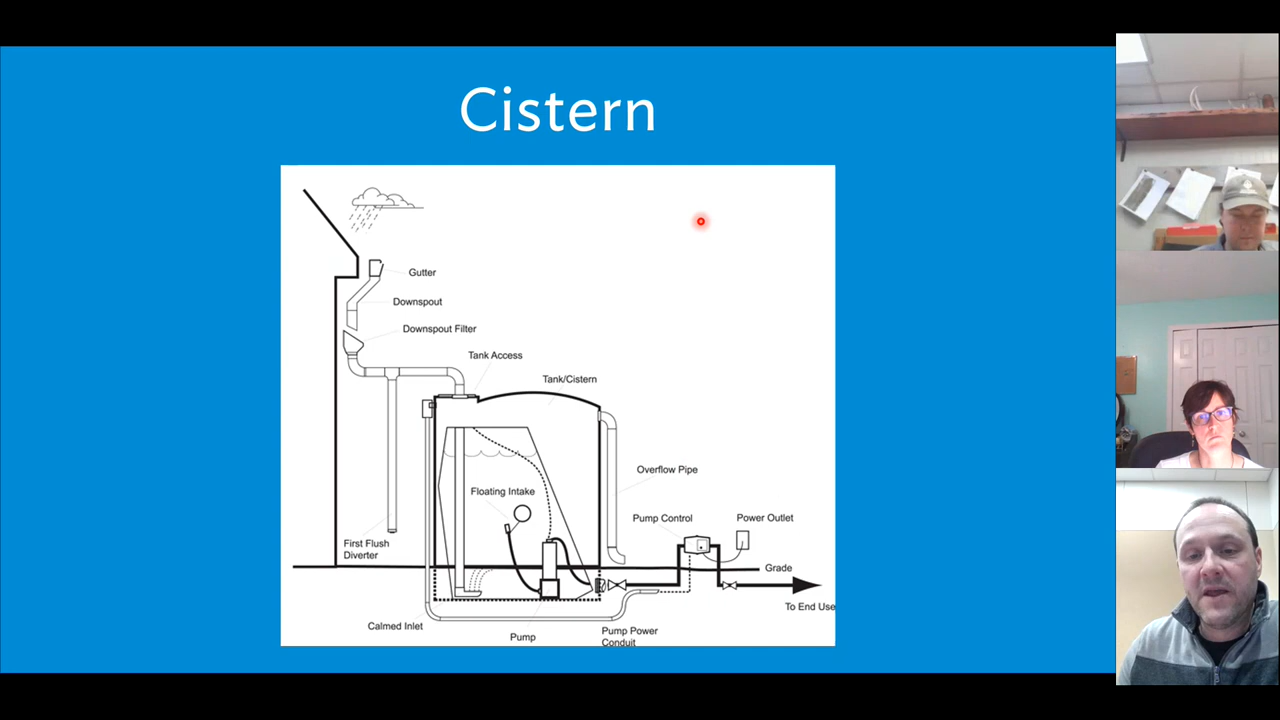 Cistern
Gutter
Downspout
Downspout Filter
Tank Access
Tank/Cistern
Overflow Pipe
Floating Intake
Pump Control
Power Outlet
First Flush
Diverter
Grade
To End Use
Calmed Inlet
Pump
Pump Power
Conduit